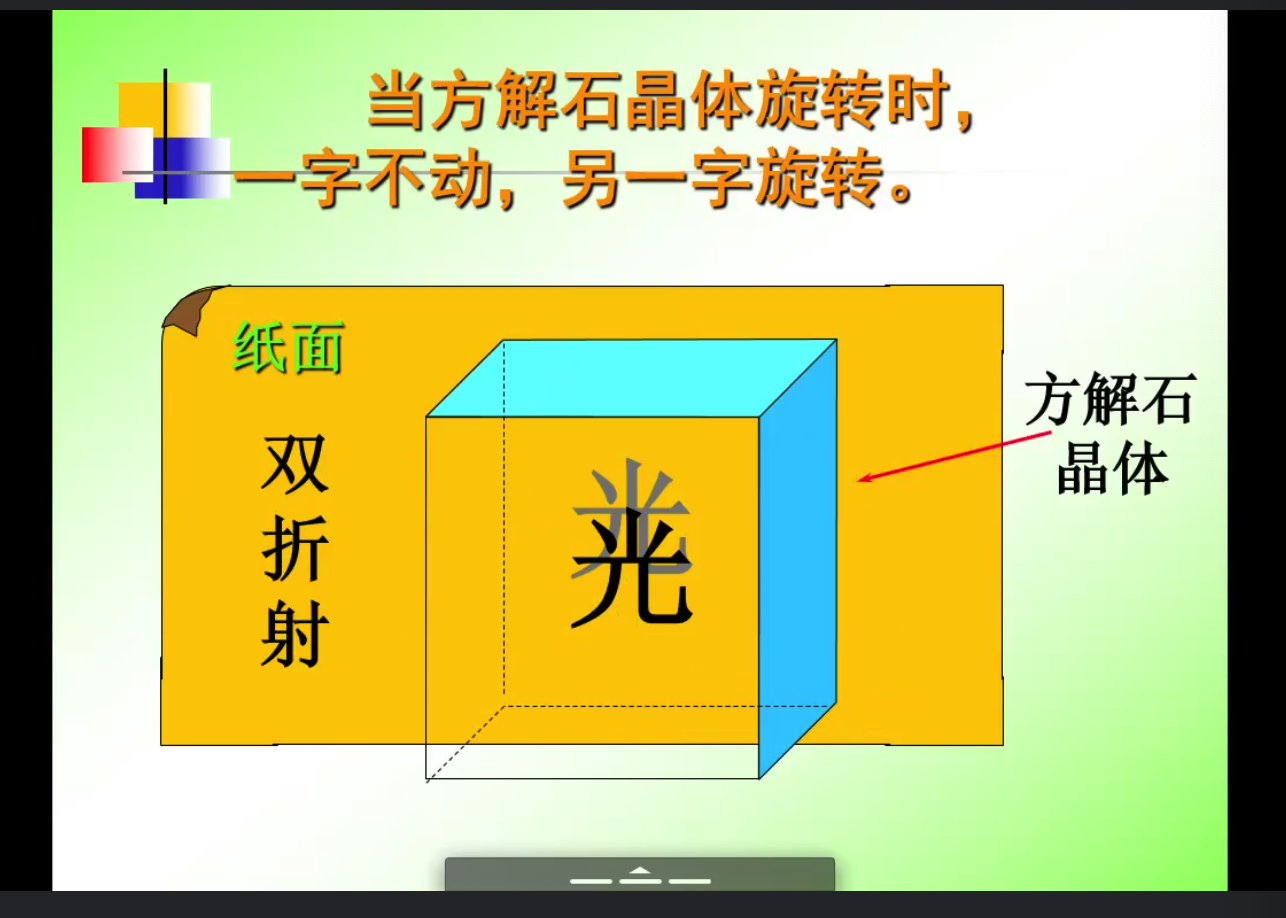 当方解石晶体旋转时，
一字不动，另一字旋转。
纸面
双
折
射
光
光
方解石
晶体